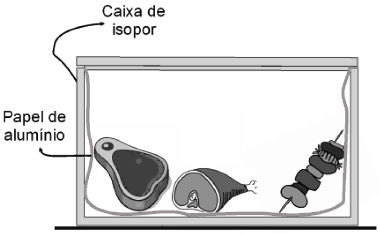 Caixa de
isopor
Papel de
alumínio